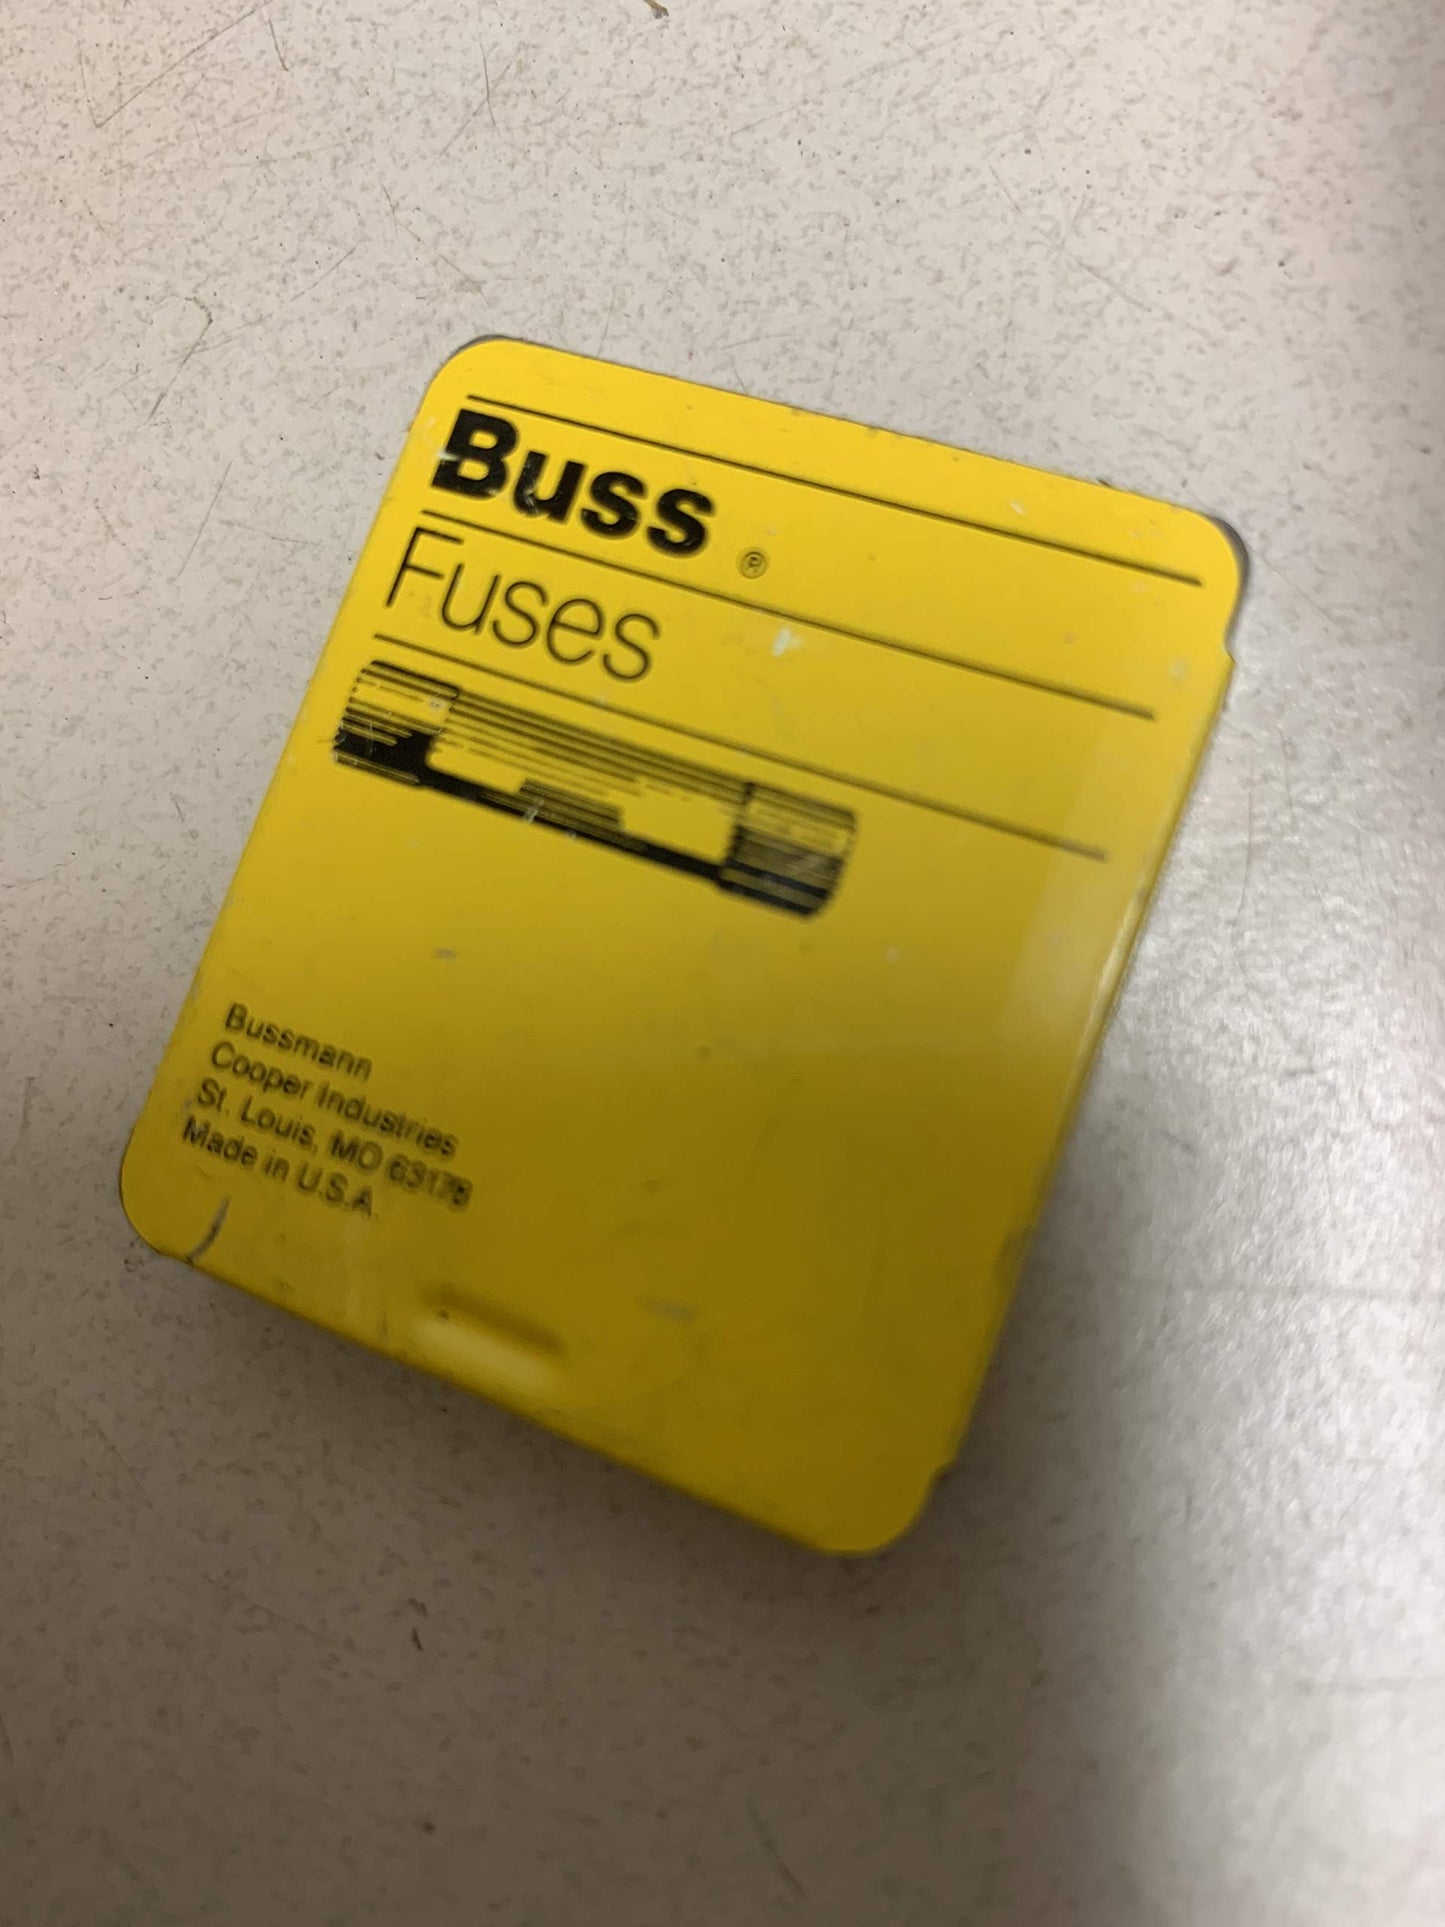 Buss ®
Fuses
Bussmann
Cooper Industries
St. Louis, MO 63178
Made in U.S.A.